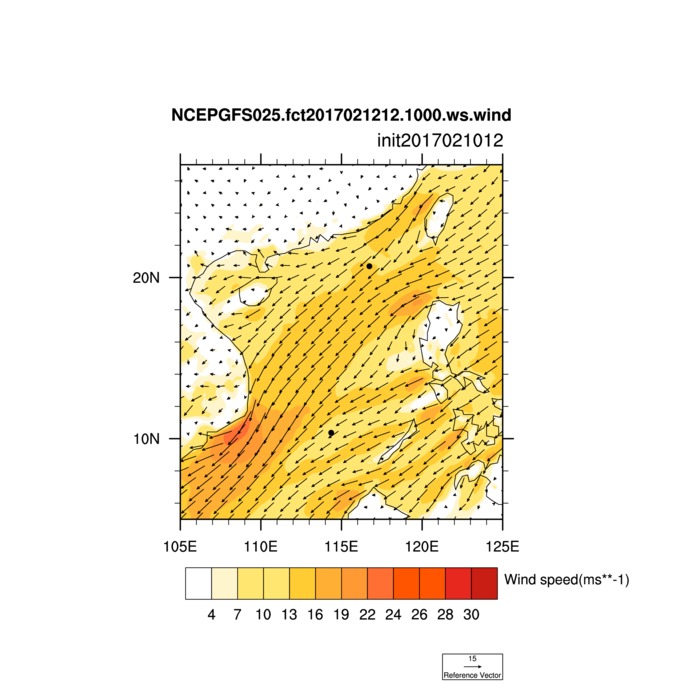 NCEPGFS025.fct2017021212.1000.ws.wind
init2017021012
20N
10N
105E 110E 115E 120E 125E
Wind speed(ms**-1)
4 7 10 13 16 19 22 24 26 28 30
15
Reference Vector